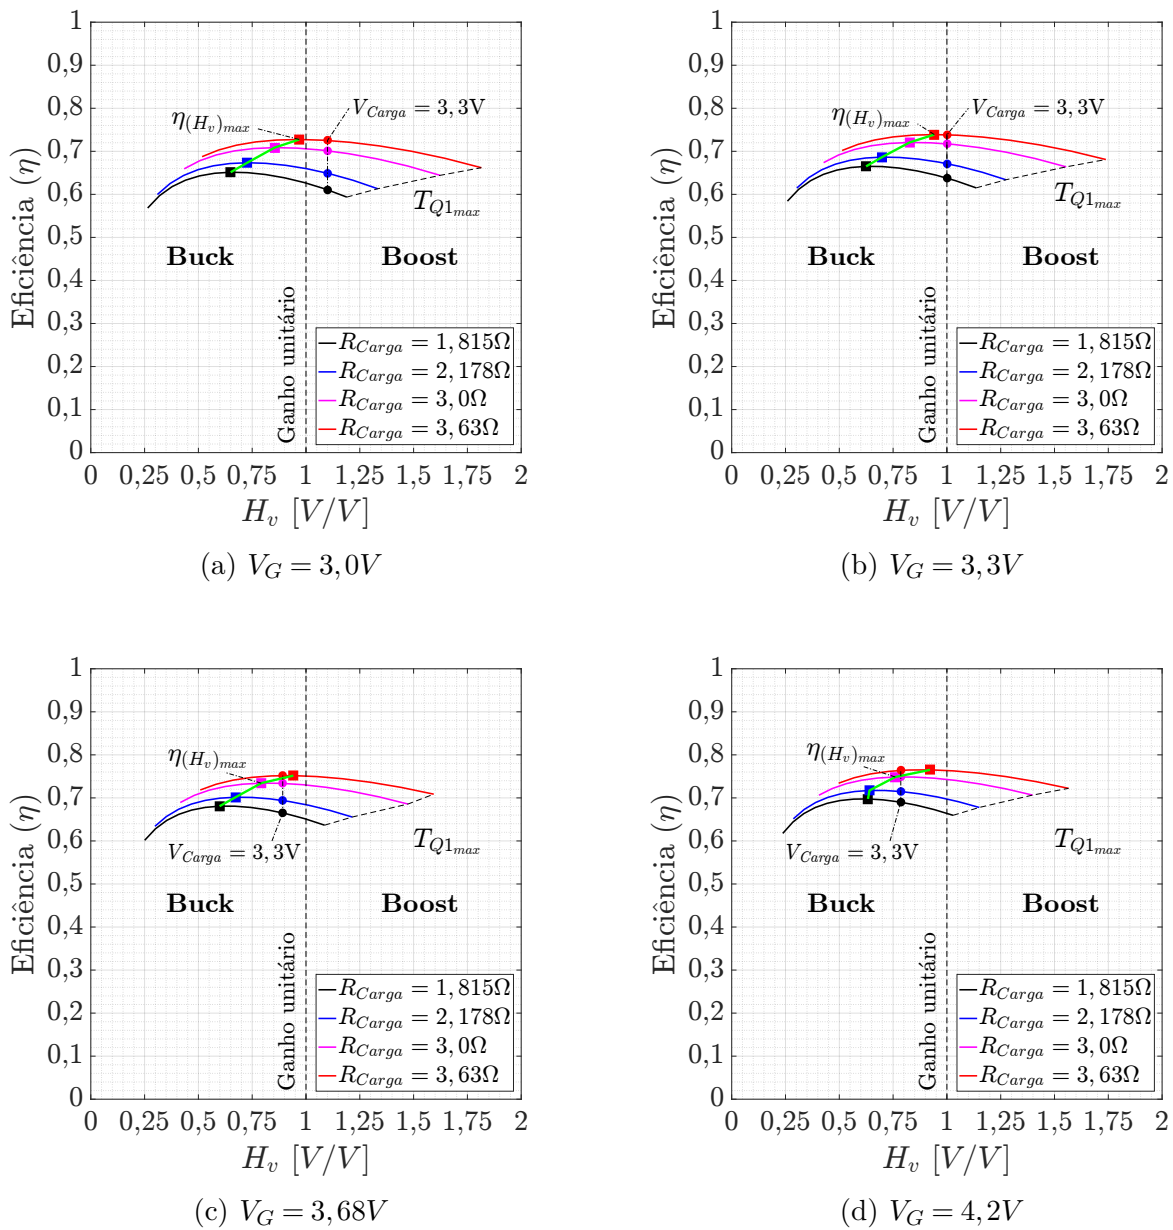 1
0,9
0,8
0,7
0,6
0,5
0,4
0,3
0,2
0,1
0
Eficiência (η)
η(Hv)max
VCarga = 3,3V
TQ1max
Buck
Boost
Ganho unitário
RCarga = 1,815Ω
RCarga = 2,178Ω
RCarga = 3,0Ω
RCarga = 3,63Ω
0 0,25 0,5 0,75 1 1,25 1,5 1,75 2
Hv [V/V]
(a) VG = 3,0V
1
0,9
0,8
0,7
0,6
0,5
0,4
0,3
0,2
0,1
0
Eficiência (η)
η(Hv)max
VCarga = 3,3V
TQ1max
Buck
Boost
Ganho unitário
RCarga = 1,815Ω
RCarga = 2,178Ω
RCarga = 3,0Ω
RCarga = 3,63Ω
0 0,25 0,5 0,75 1 1,25 1,5 1,75 2
Hv [V/V]
(b) VG = 3,3V
1
0,9
0,8
0,7
0,6
0,5
0,4
0,3
0,2
0,1
0
Eficiência (η)
η(Hv)max
VCarga = 3,3V
TQ1max
Buck
Boost
Ganho unitário
RCarga = 1,815Ω
RCarga = 2,178Ω
RCarga = 3,0Ω
RCarga = 3,63Ω
0 0,25 0,5 0,75 1 1,25 1,5 1,75 2
Hv [V/V]
(c) VG = 3,68V
1
0,9
0,8
0,7
0,6
0,5
0,4
0,3
0,2
0,1
0
Eficiência (η)
η(Hv)max
VCarga = 3,3V
TQ1max
Buck
Boost
Ganho unitário
RCarga = 1,815Ω
RCarga = 2,178Ω
RCarga = 3,0Ω
RCarga = 3,63Ω
0 0,25 0,5 0,75 1 1,25 1,5 1,75 2
Hv [V/V]
(d) VG = 4,2V